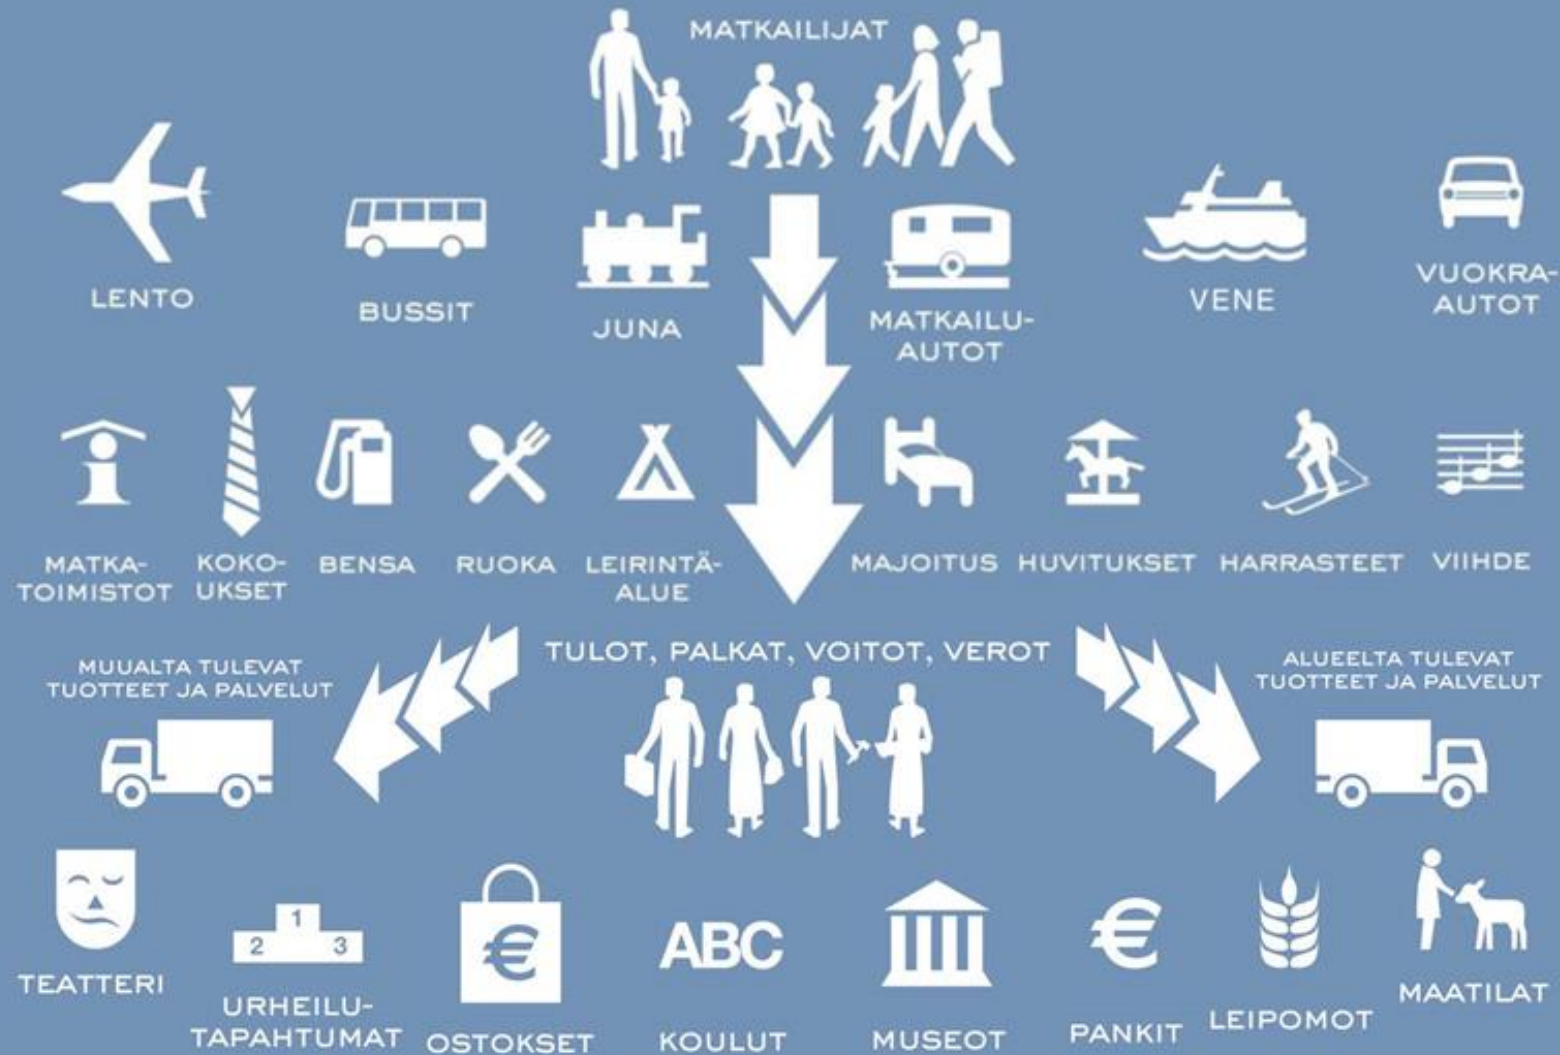 MATKAILIJAT
LENTO
BUSSIT
JUNA
MATKAILU-
AUTOT
VENE
VUOKRA-
AUTOT
MATKA-
TOIMISTOT
KOKO-
UKSET
BENSA
RUOKA
LEIRINTÄ-
ALUE
MAJOITUS
HUVITUKSET
HARRASTEET
VIIHDE
MUUALTA TULEVAT
TUOTTEET JA PALVELUT
TULOT, PALKAT, VOITOT, VEROT
ALUEELTA TULEVAT
TUOTTEET JA PALVELUT
TEATTERI
1
2 3
URHEILU-
TAPAHTUMAT
€
OSTOKSET
ABC
KOULUT
MUSEOT
€
PANKIT
LEIPOMOT
MAATILAT